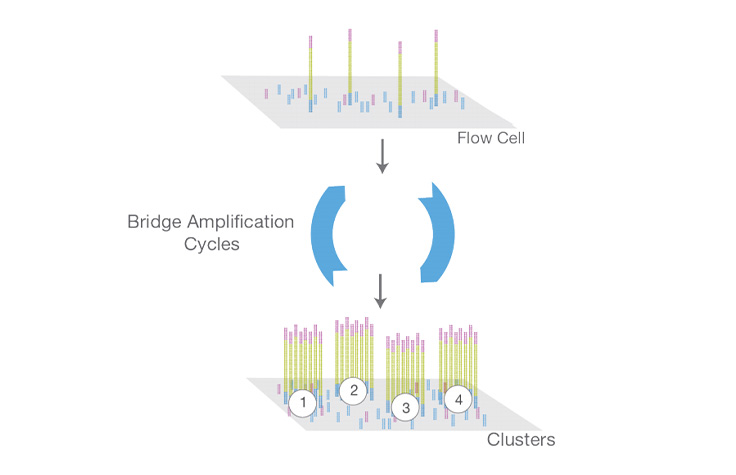 Flow Cell
Bridge Amplification
Cycles
1
2
3
4
Clusters